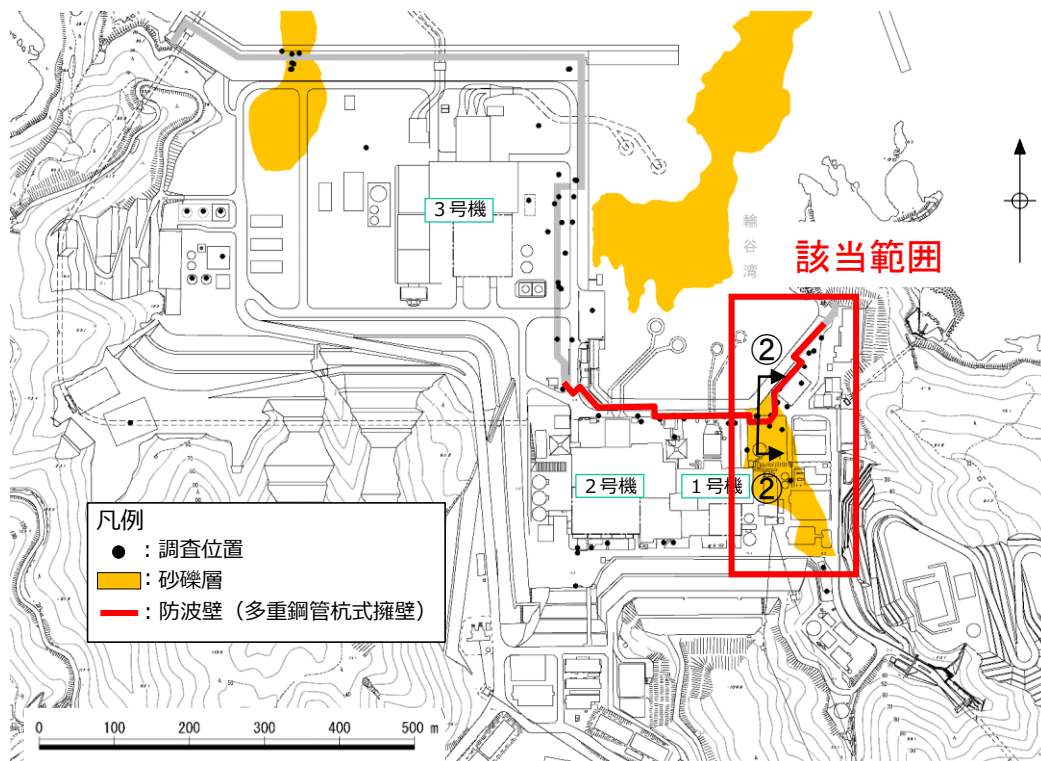 ３号機
輪
谷
湾
該当範囲
②
②
２号機
１号機
凡例
●：調査位置
：砂礫層
：防波壁（多重鋼管杭式擁壁）
0 100 200 300 400 500 m